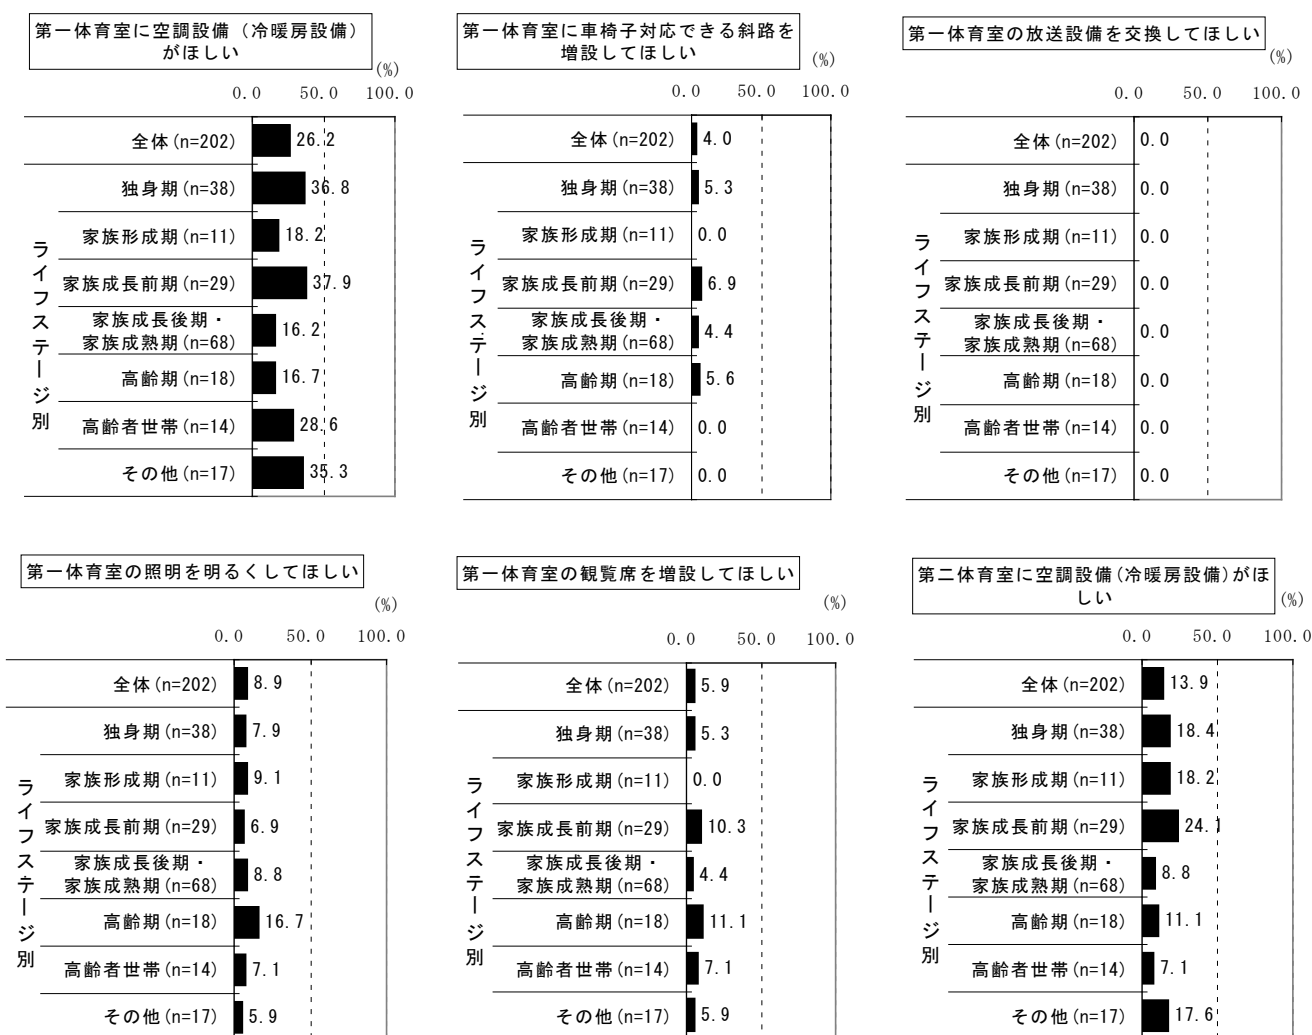 第一体育室に空調設備（冷暖房設備）
がほしい
(%)
0.0 50.0 100.0
全体(n=202) 26.2
独身期(n=38) 36.8
家族形成期(n=11) 18.2
家族成長前期(n=29) 37.9
家族成長後期・
家族成熟期(n=68) 16.2
高齢期(n=18) 16.7
高齢者世帯(n=14) 28.6
その他(n=17) 35.3
ライフステージ別
第一体育室に車椅子対応できる斜路を
増設してほしい
(%)
0.0 50.0 100.0
全体(n=202) 4.0
独身期(n=38) 5.3
家族形成期(n=11) 0.0
家族成長前期(n=29) 6.9
家族成長後期・
家族成熟期(n=68) 4.4
高齢期(n=18) 5.6
高齢者世帯(n=14) 0.0
その他(n=17) 0.0
ライフステージ別
第一体育室の放送設備を交換してほしい
(%)
0.0 50.0 100.0
全体(n=202) 0.0
独身期(n=38) 0.0
家族形成期(n=11) 0.0
家族成長前期(n=29) 0.0
家族成長後期・
家族成熟期(n=68) 0.0
高齢期(n=18) 0.0
高齢者世帯(n=14) 0.0
その他(n=17) 0.0
ライフステージ別
第一体育室の照明を明るくしてほしい
(%)
0.0 50.0 100.0
全体(n=202) 8.9
独身期(n=38) 7.9
家族形成期(n=11) 9.1
家族成長前期(n=29) 6.9
家族成長後期・
家族成熟期(n=68) 8.8
高齢期(n=18) 16.7
高齢者世帯(n=14) 7.1
その他(n=17) 5.9
ライフステージ別
第一体育室の観覧席を増設してほしい
(%)
0.0 50.0 100.0
全体(n=202) 5.9
独身期(n=38) 5.3
家族形成期(n=11) 0.0
家族成長前期(n=29) 10.3
家族成長後期・
家族成熟期(n=68) 4.4
高齢期(n=18) 11.1
高齢者世帯(n=14) 7.1
その他(n=17) 5.9
ライフステージ別
第二体育室に空調設備(冷暖房設備)がほ
しい
(%)
0.0 50.0 100.0
全体(n=202) 13.9
独身期(n=38) 18.4
家族形成期(n=11) 18.2
家族成長前期(n=29) 24.1
家族成長後期・
家族成熟期(n=68) 8.8
高齢期(n=18) 11.1
高齢者世帯(n=14) 7.1
その他(n=17) 17.6
ライフステージ別